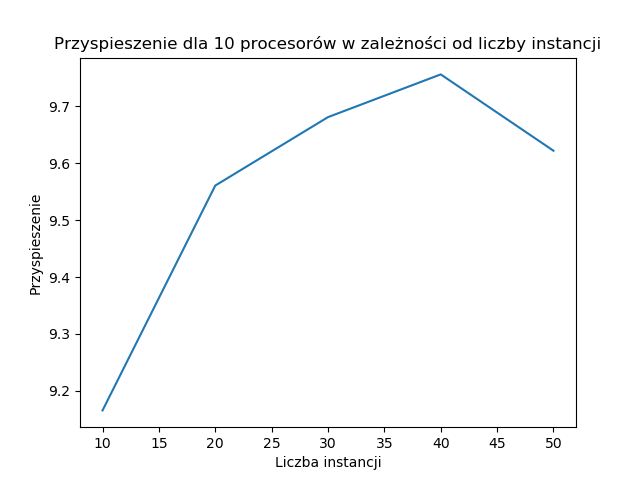 Przyspieszenie dla 10 procesorów w zależności od liczby instancji
9.7
9.6
9.5
9.4
9.3
9.2
Przyspieszenie
10 15 20 25 30 35 40 45 50
Liczba instancji